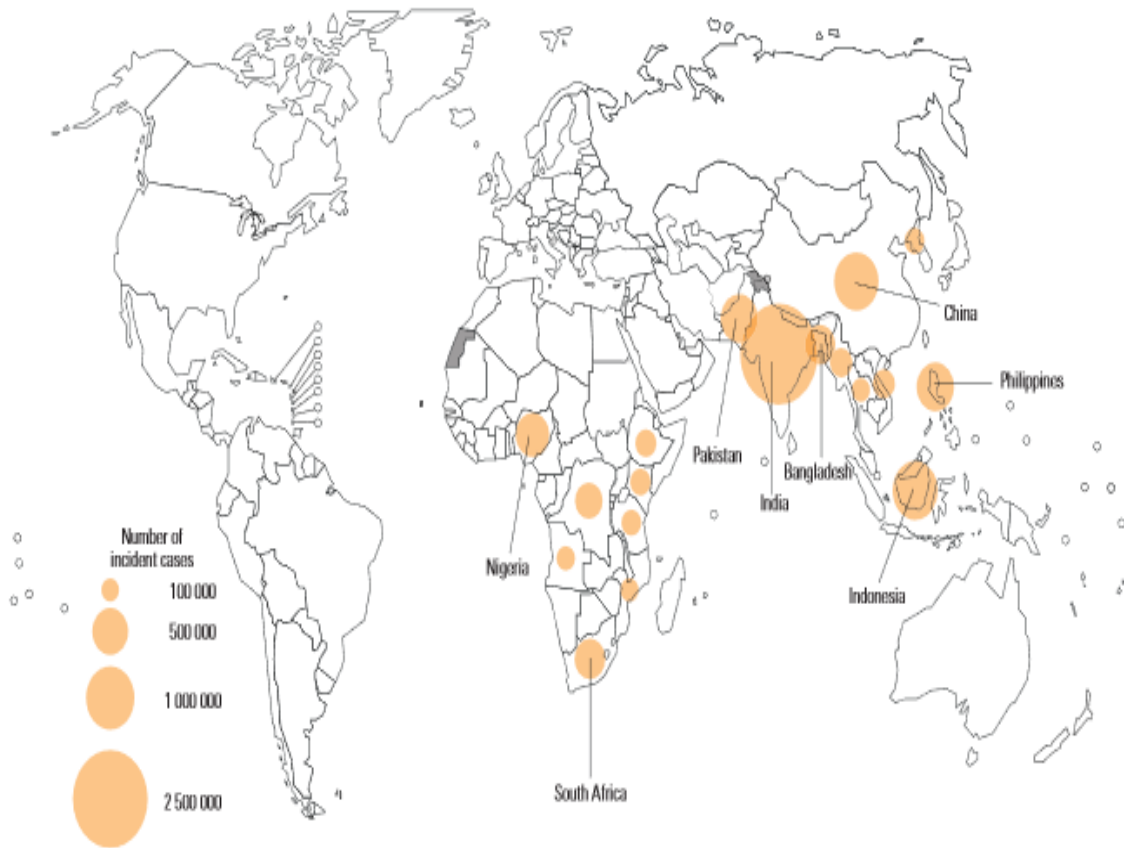 China
Philippines
Pakistan
Bangladesh
India
Nigeria
Indonesia
South Africa
Number of
incident cases
100 000
500 000
1 000 000
2 500 000